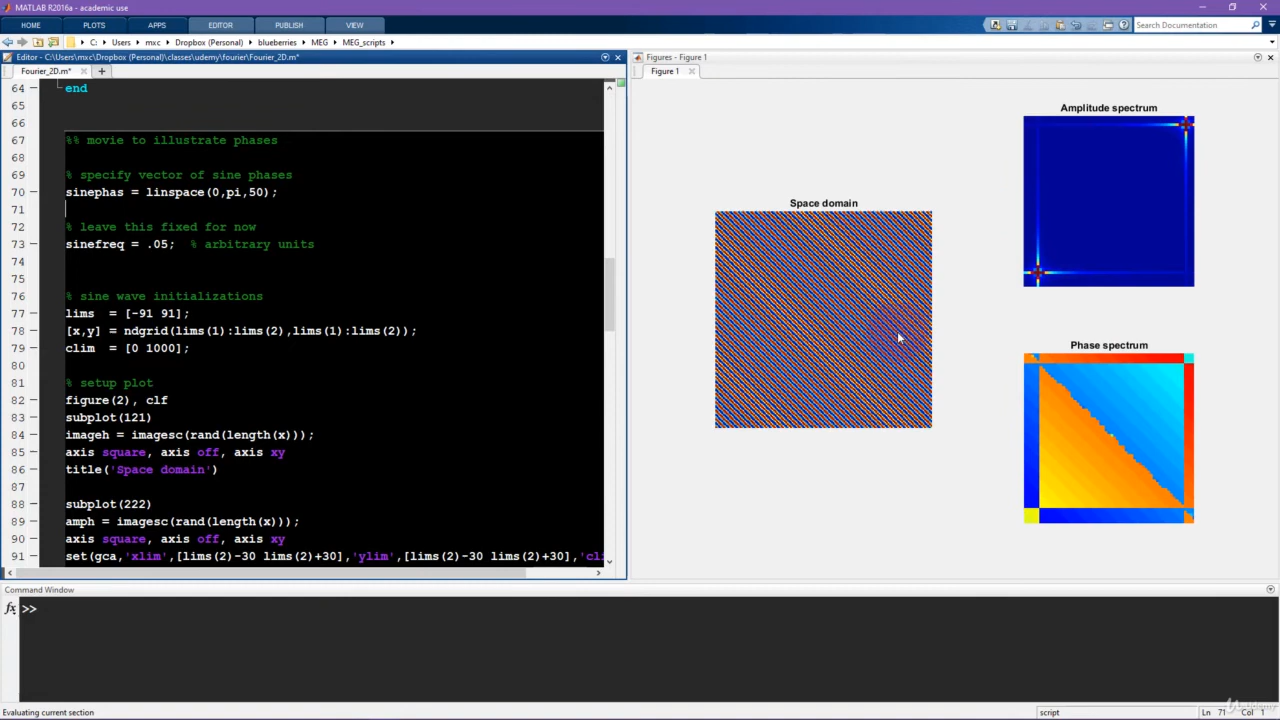 MATLAB R2016a - academic use
HOME PLOTS APPS EDITOR PUBLISH VIEW Search Documentation
C: Users mxc Dropbox (Personal) blueberries MEG MEG_scripts
Editor - C:\Users\mxc\Dropbox (Personal)\classes\udemy\fourier\Fourier_2D.m* Figures - Figure 1
Fourier_2D.m* Figure 1
64 end
65
66
67 %% movie to illustrate phases
68
69 % specify vector of sine phases
70 sinephas = linspace(0,pi,50);
71
72 % leave this fixed for now
73 sinefreq = .05; % arbitrary units
74
75
76 % sine wave initializations
77 lims = [-91 91];
78 [x,y] = ndgrid(lims(1):lims(2),lims(1):lims(2));
79 clim = [0 1000];
80
81 % setup plot
82 figure(2), clf
83 subplot(121)
84 imageh = imagesc(rand(length(x)));
85 axis square, axis off, axis xy
86 title('Space domain')
87
88 subplot(222)
89 amph = imagesc(rand(length(x)));
90 axis square, axis off, axis xy
91 set(gca,'xlim',[lims(2)-30 lims(2)+30],'ylim',[lims(2)-30 lims(2)+30],'cli
Amplitude spectrum
Space domain
Phase spectrum
Command Window
fx >>
Evaluating current section script Ln 71 Col 1
Udemy